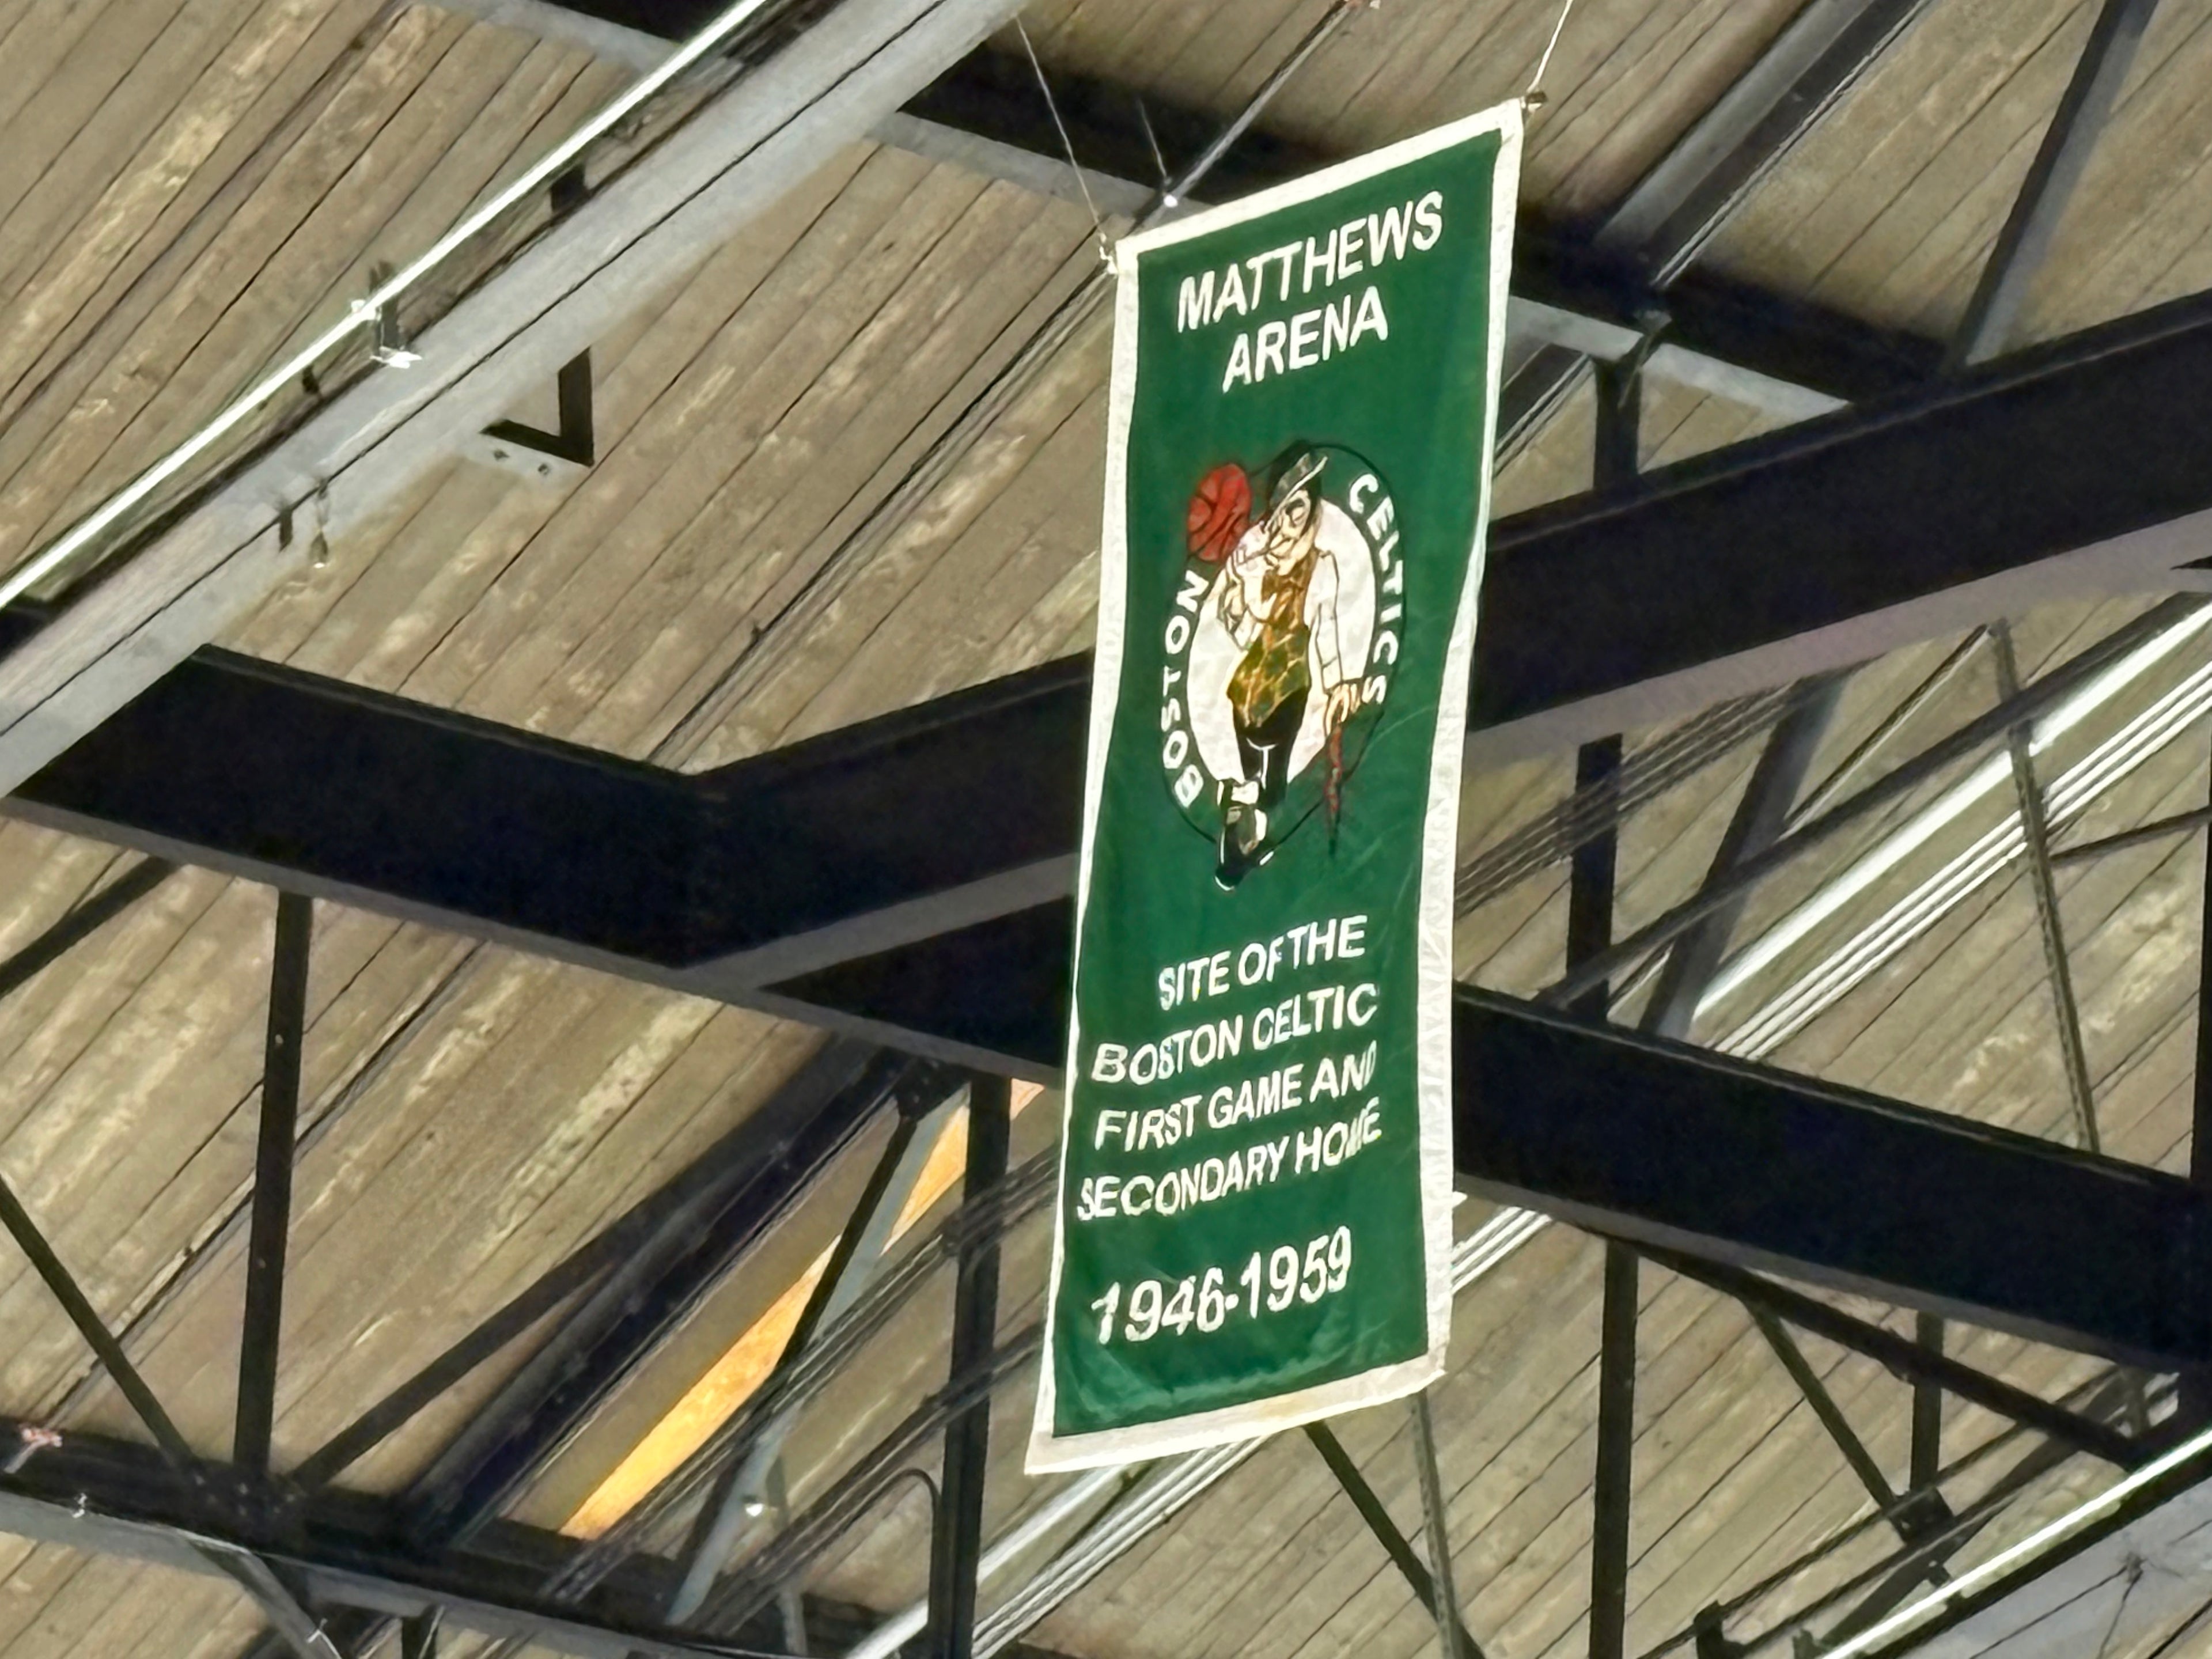 MATTHEWS
ARENA
BOSTON CELTICS
SITE OF THE
BOSTON CELTIC
FIRST GAME AND
SECONDARY HOME
1946-1959